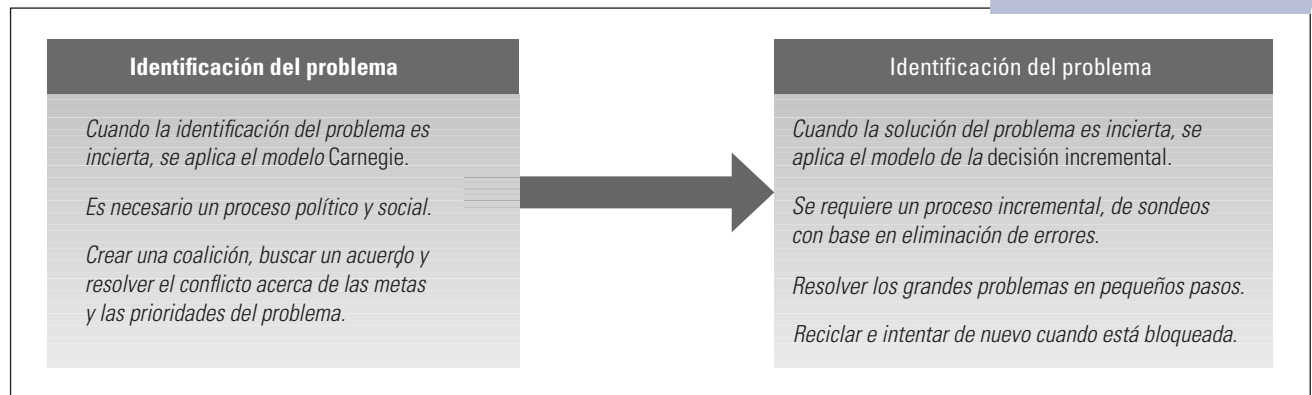 Identificación del problema
Cuando la identificación del problema es
incierta, se aplica el modelo Carnegie.
Es necesario un proceso político y social.
Crear una coalición, buscar un acuerdo y
resolver el conflicto acerca de las metas
y las prioridades del problema.
Identificación del problema
Cuando la solución del problema es incierta, se
aplica el modelo de la decisión incremental.
Se requiere un proceso incremental, de sondeos
con base en eliminación de errores.
Resolver los grandes problemas en pequeños pasos.
Reciclar e intentar de nuevo cuando está bloqueada.